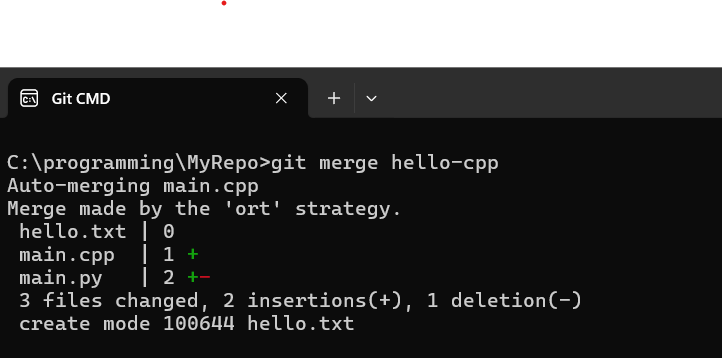 Git CMD
C:\programming\MyRepo>git merge hello-cpp
Auto-merging main.cpp
Merge made by the 'ort' strategy.
 hello.txt | 0
 main.cpp  | 1 +
 main.py   | 2 +-
 3 files changed, 2 insertions(+), 1 deletion(-)
 create mode 100644 hello.txt